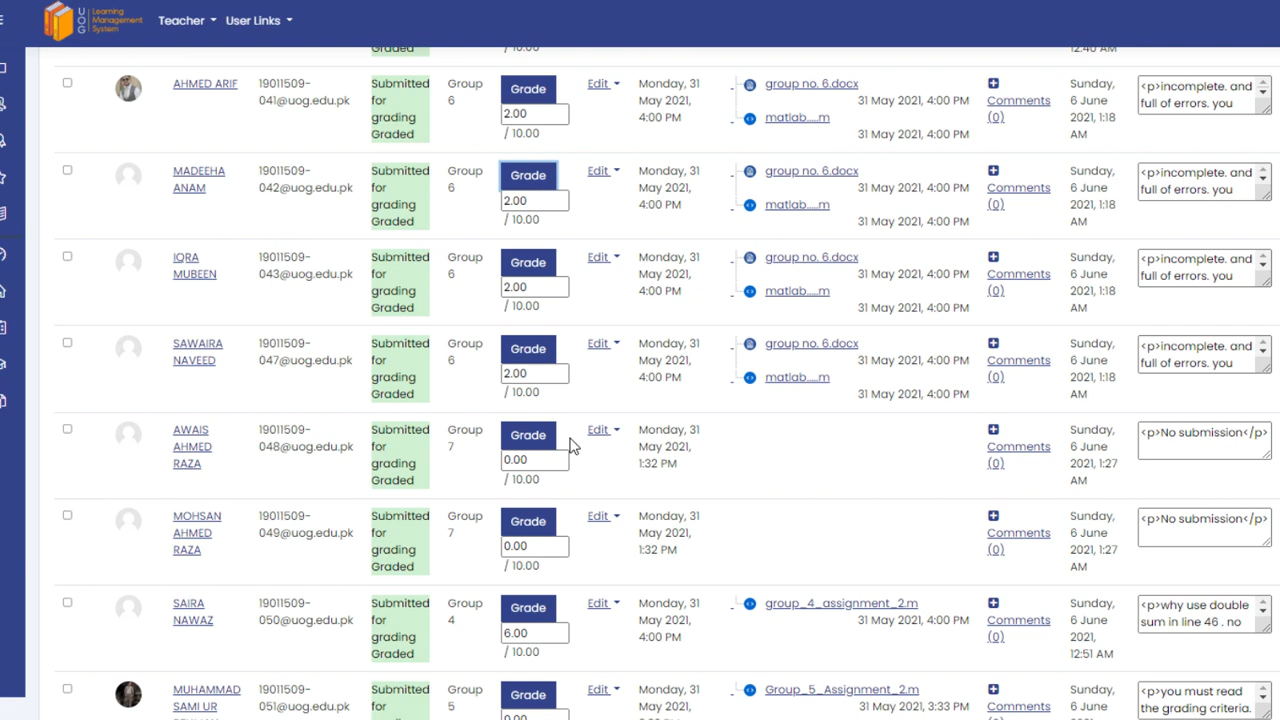 UOG
Learning
Management
System
Teacher
User Links
Graded
/ 10.00
12:40 AM
AHMED ARIF
19011509-
041@uog.edu.pk
Submitted
for
grading
Graded
Group
6
Grade
2.00
/ 10.00
Edit
Monday, 31
May 2021,
4:00 PM
group no. 6.docx
31 May 2021, 4:00 PM
matlab.....m
31 May 2021, 4:00 PM
Comments
(0)
Sunday,
6 June
2021, 1:18
AM
<p>incomplete. and
full of errors. you
MADEEHA
ANAM
19011509-
042@uog.edu.pk
Submitted
for
grading
Graded
Group
6
Grade
2.00
/ 10.00
Edit
Monday, 31
May 2021,
4:00 PM
group no. 6.docx
31 May 2021, 4:00 PM
matlab.....m
31 May 2021, 4:00 PM
Comments
(0)
Sunday,
6 June
2021, 1:18
AM
<p>incomplete. and
full of errors. you
IQRA
MUBEEN
19011509-
043@uog.edu.pk
Submitted
for
grading
Graded
Group
6
Grade
2.00
/ 10.00
Edit
Monday, 31
May 2021,
4:00 PM
group no. 6.docx
31 May 2021, 4:00 PM
matlab.....m
31 May 2021, 4:00 PM
Comments
(0)
Sunday,
6 June
2021, 1:18
AM
<p>incomplete. and
full of errors. you
SAWAIRA
NAVEED
19011509-
047@uog.edu.pk
Submitted
for
grading
Graded
Group
6
Grade
2.00
/ 10.00
Edit
Monday, 31
May 2021,
4:00 PM
group no. 6.docx
31 May 2021, 4:00 PM
matlab.....m
31 May 2021, 4:00 PM
Comments
(0)
Sunday,
6 June
2021, 1:18
AM
<p>incomplete. and
full of errors. you
AWAIS
AHMED
RAZA
19011509-
048@uog.edu.pk
Submitted
for
grading
Graded
Group
7
Grade
0.00
/ 10.00
Edit
Monday, 31
May 2021,
1:32 PM
Comments
(0)
Sunday,
6 June
2021, 1:27
AM
<p>No submission</p>
MOHSAN
AHMED
RAZA
19011509-
049@uog.edu.pk
Submitted
for
grading
Graded
Group
7
Grade
0.00
/ 10.00
Edit
Monday, 31
May 2021,
1:32 PM
Comments
(0)
Sunday,
6 June
2021, 1:27
AM
<p>No submission</p>
SAIRA
NAWAZ
19011509-
050@uog.edu.pk
Submitted
for
grading
Graded
Group
4
Grade
6.00
/ 10.00
Edit
Monday, 31
May 2021,
4:00 PM
group_4_assignment_2.m
31 May 2021, 4:00 PM
Comments
(0)
Sunday,
6 June
2021,
12:51 AM
<p>why use double
sum in line 46 . no
MUHAMMAD
SAMI UR
19011509-
051@uog.edu.pk
Submitted
for
Group
5
Grade
Edit
Monday, 31
May 2021,
Group_5_Assignment_2.m
31 May 2021, 3:33 PM
Comments
Sunday,
6 June
<p>you must read
the grading criteria.